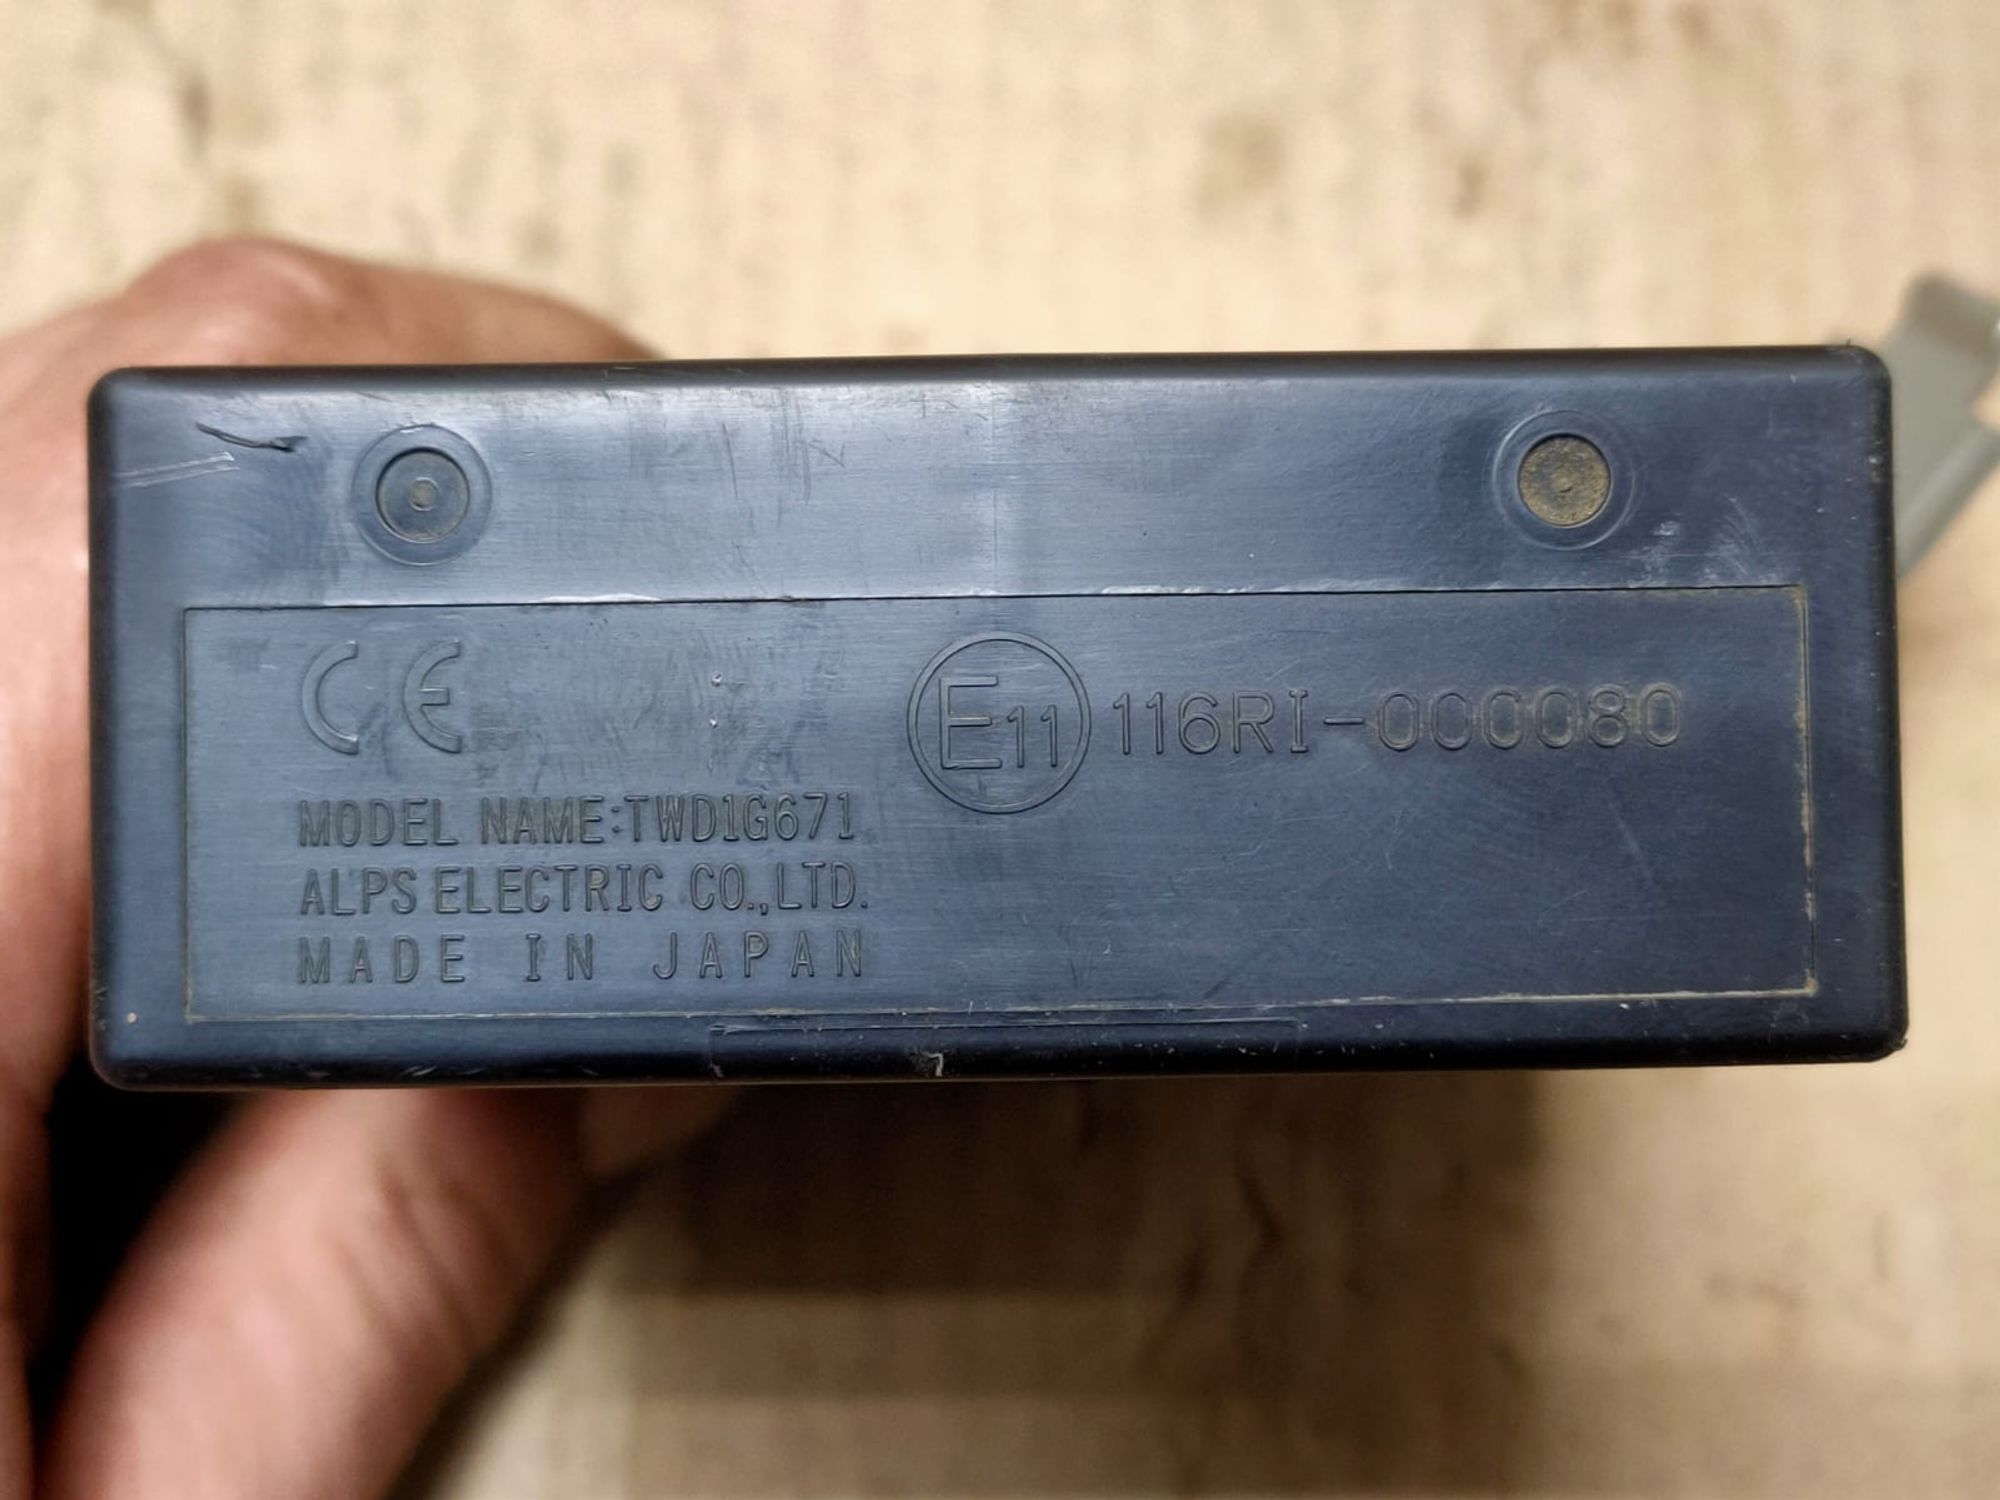 CE
E11 116RI-000080
MODEL NAME:TWD1G671
ALPS ELECTRIC CO.,LTD.
MADE IN JAPAN